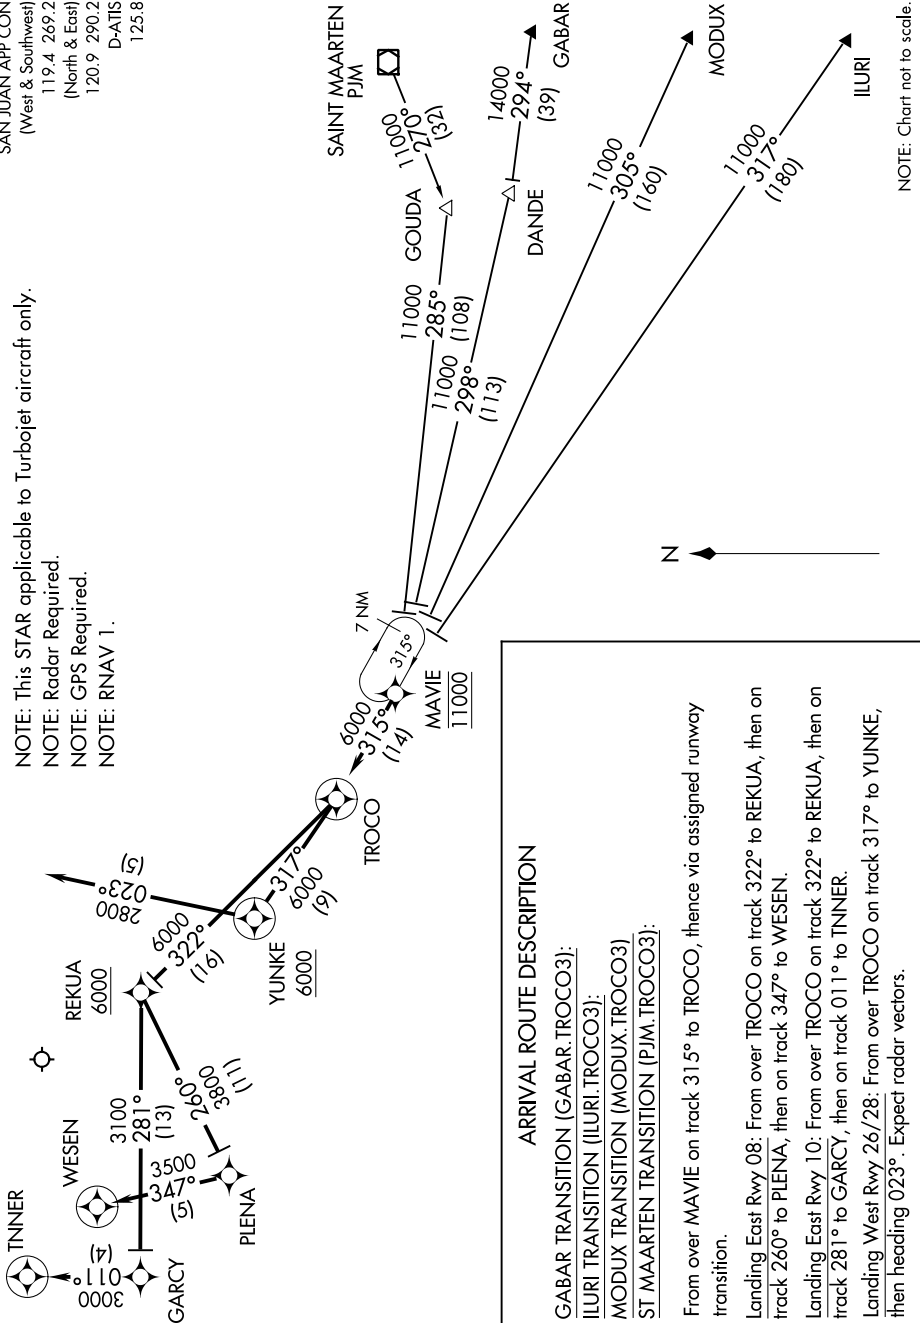 SAN JUAN APP CON
(West & Southwest)
119.4 269.2
(North & East)
120.9 290.2
D-ATIS
125.8
NOTE: This STAR applicable to Turbojet aircraft only.
NOTE: Radar Required.
NOTE: GPS Required.
NOTE: RNAV 1.
SAINT MAARTEN
PJM
11000
270°
(32)
GOUDA
11000
285°
(108)
GABAR
14000
294°
(39)
DANDE
11000
298°
(113)
MODUX
11000
305°
(160)
ILURI
11000
317°
(180)
NOTE: Chart not to scale.
N
7 NM
315°
MAVIE
11000
6000
315°
(14)
TROCO
317°
6000
(9)
YUNKE
6000
2800
023°
(5)
6000
322°
(16)
REKUA
6000
3100
281°
(13)
260°
3800
(11)
PLENA
3500
347°
(5)
WESEN
GARCY
3000
011°
(4)
TNNER
ARRIVAL ROUTE DESCRIPTION
GABAR TRANSITION (GABAR.TROCO3):
ILURI TRANSITION (ILURI.TROCO3):
MODUX TRANSITION (MODUX.TROCO3)
ST MAARTEN TRANSITION (PJM.TROCO3):
From over MAVIE on track 315° to TROCO, thence via assigned runway
transition.
Landing East Rwy 08: From over TROCO on track 322° to REKUA, then on
track 260° to PLENA, then on track 347° to WESEN.
Landing East Rwy 10: From over TROCO on track 322° to REKUA, then on
track 281° to GARCY, then on track 011° to TNNER.
Landing West Rwy 26/28: From over TROCO on track 317° to YUNKE,
then heading 023°. Expect radar vectors.